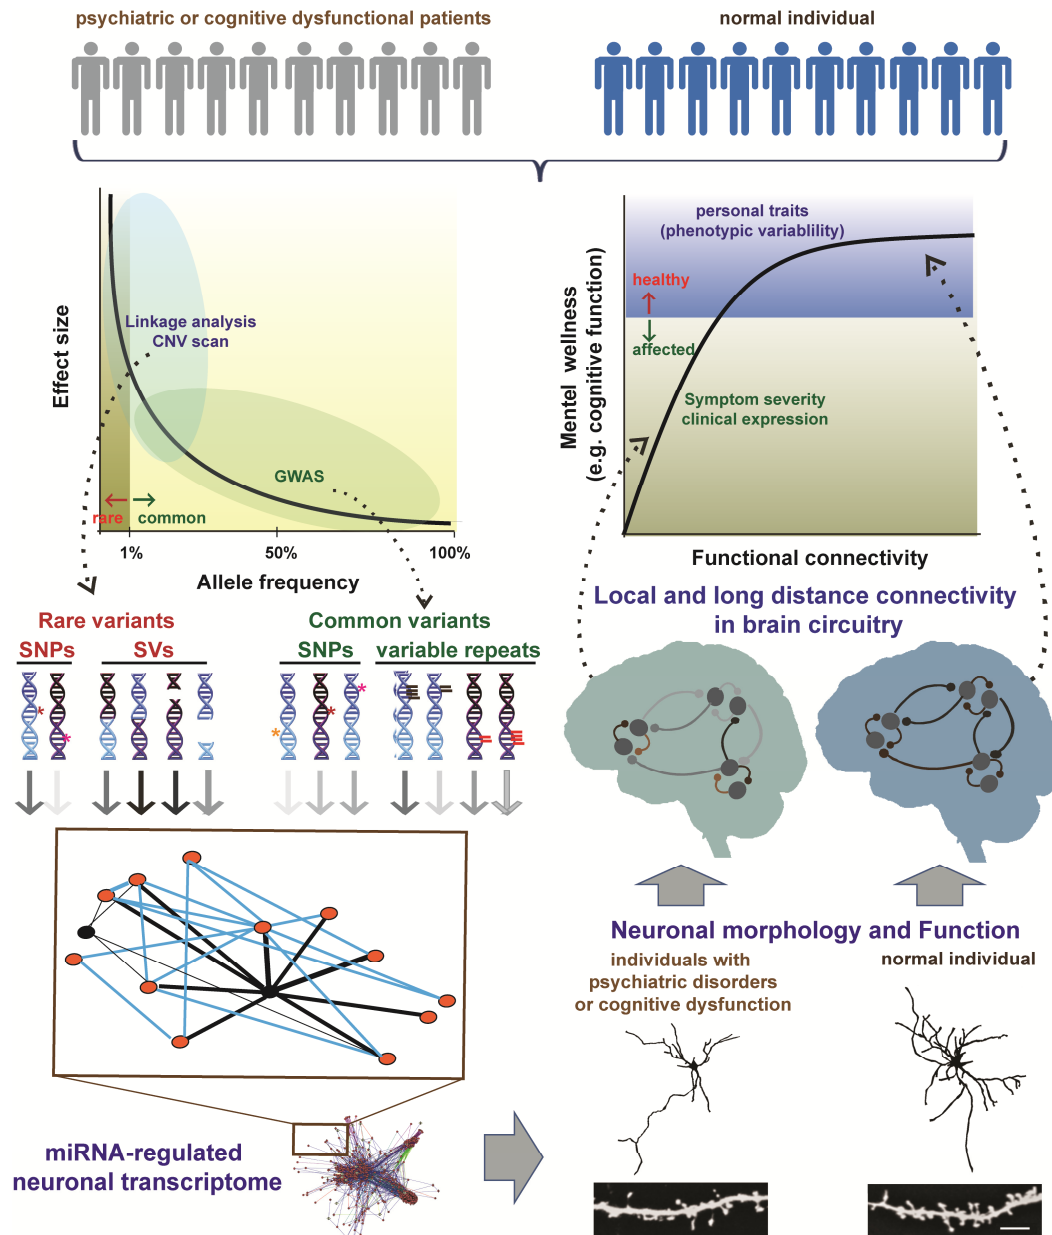 psychiatric or cognitive dysfunctional patients
normal individual
Effect size
Linkage analysis
CNV scan
GWAS
rare
common
1%
50%
100%
Allele frequency
Mentel wellness
(e.g. cognitive function)
personal traits
(phenotypic variablility)
healthy
affected
Symptom severity
clinical expression
Functional connectivity
Rare variants
SNPs
SVs
Common variants
SNPs
variable repeats
Local and long distance connectivity
in brain circuitry
Neuronal morphology and Function
individuals with
psychiatric disorders
or cognitive dysfunction
normal individual
miRNA-regulated
neuronal transcriptome